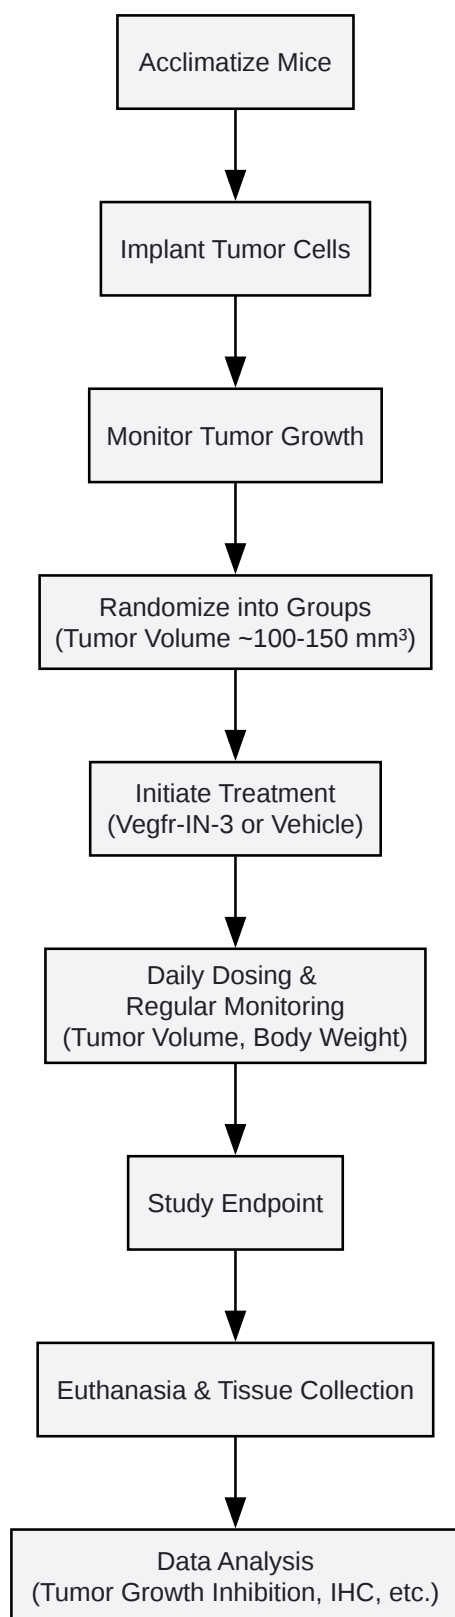 Acclimatize Mice
Implant Tumor Cells
Monitor Tumor Growth
Randomize into Groups
(Tumor Volume ~100-150 mm³)
Initiate Treatment
(Vegfr-IN-3 or Vehicle)
Daily Dosing &
Regular Monitoring
(Tumor Volume, Body Weight)
Study Endpoint
Euthanasia & Tissue Collection
Data Analysis
(Tumor Growth Inhibition, IHC, etc.)